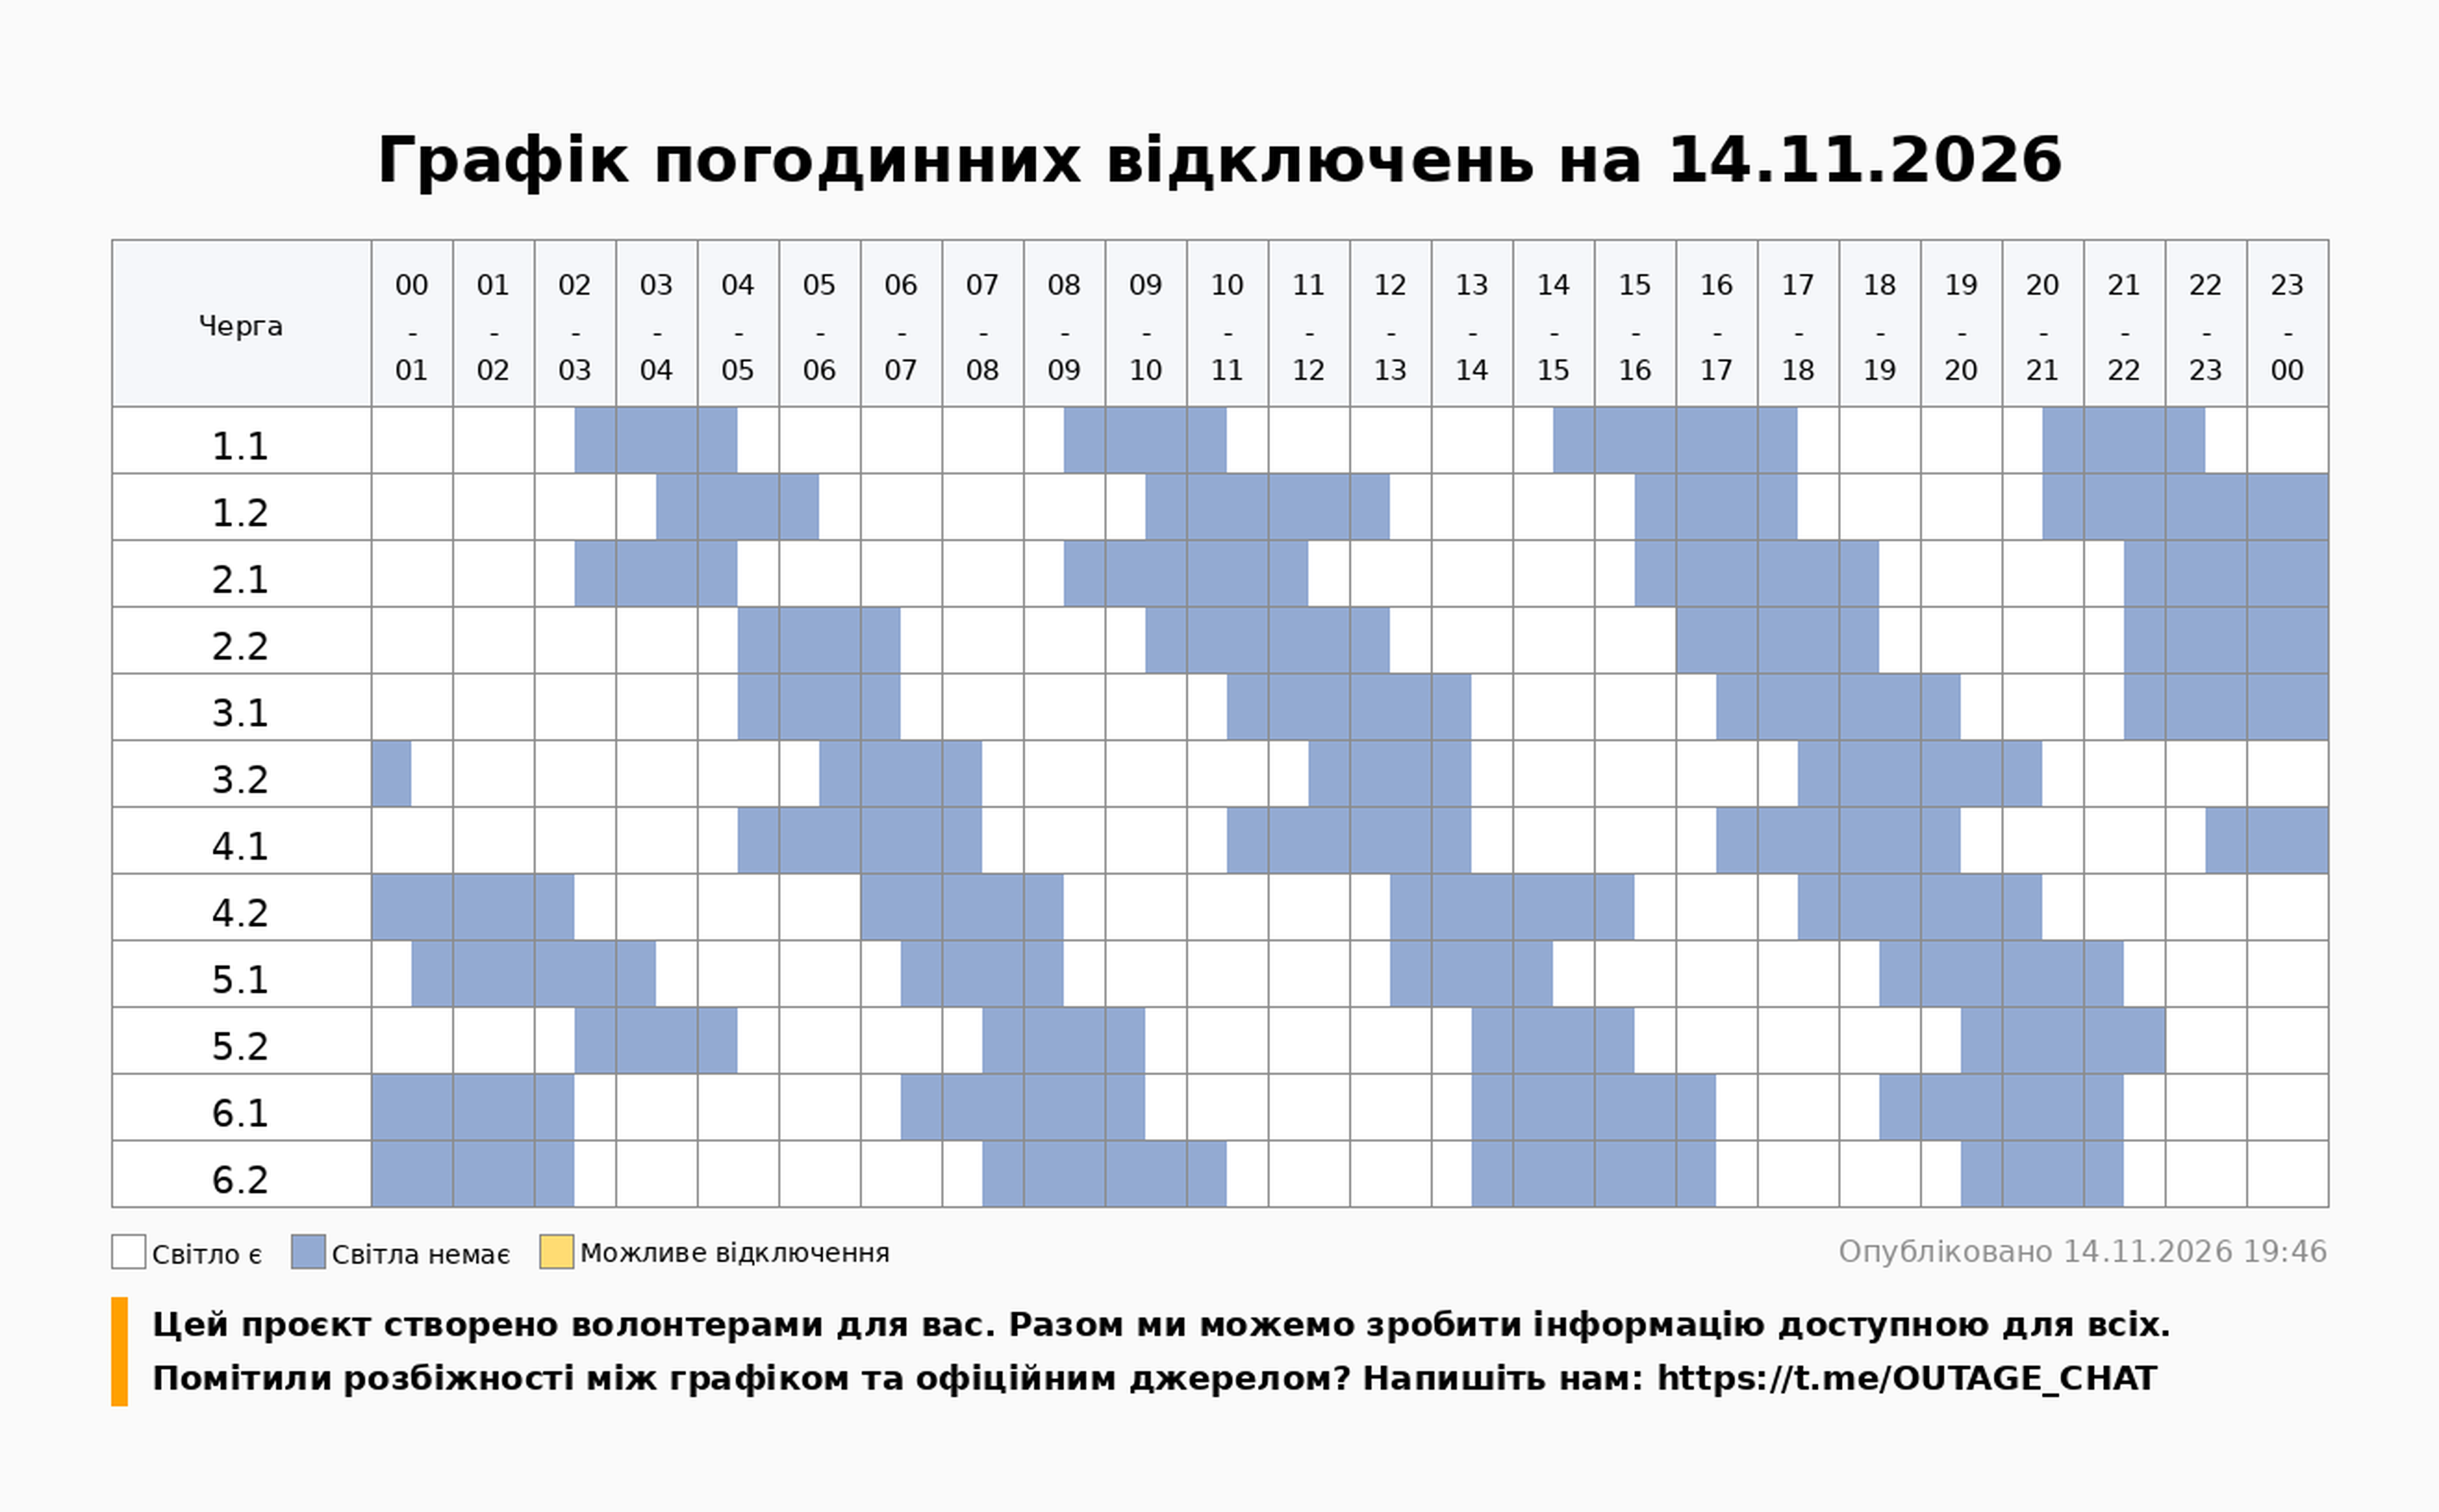 Графік погодинних відключень на 14.11.2026
Черга 00 - 01 01 - 02 02 - 03 03 - 04 04 - 05 05 - 06 06 - 07 07 - 08 08 - 09 09 - 10 10 - 11 11 - 12 12 - 13 13 - 14 14 - 15 15 - 16 16 - 17 17 - 18 18 - 19 19 - 20 20 - 21 21 - 22 22 - 23 23 - 00
1.1
1.2
2.1
2.2
3.1
3.2
4.1
4.2
5.1
5.2
6.1
6.2
Світло є Світла немає Можливе відключення Опубліковано 14.11.2026 19:46
Цей проєкт створено волонтерами для вас. Разом ми можемо зробити інформацію доступною для всіх.
Помітили розбіжності між графіком та офіційним джерелом? Напишіть нам: https://t.me/OUTAGE_CHAT